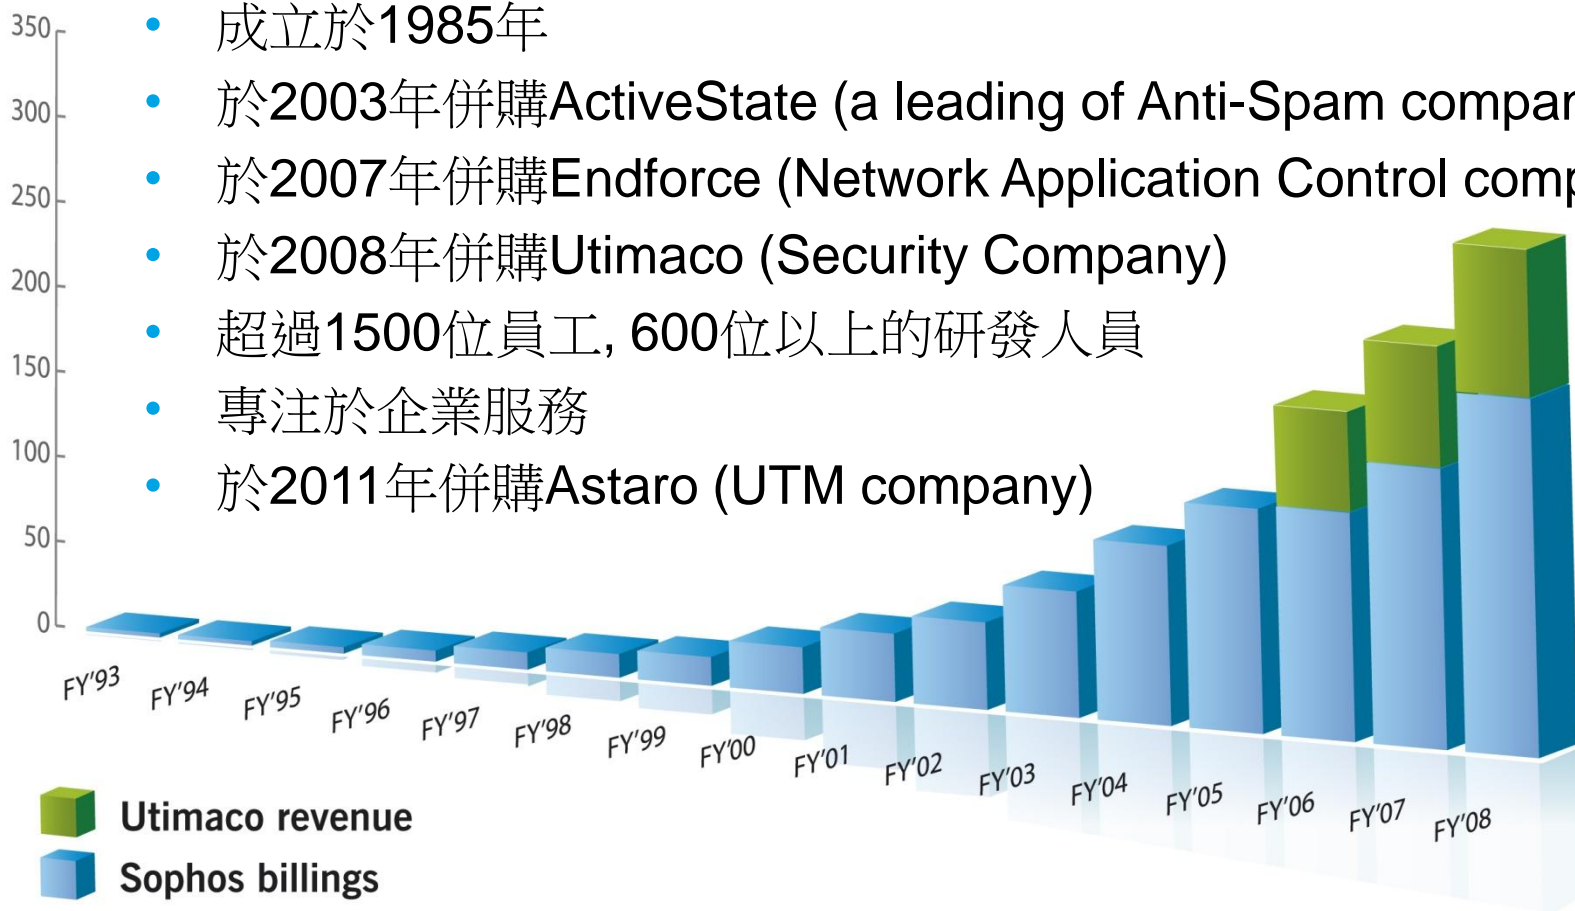 成立於1985年
於2003年併購ActiveState (a leading of Anti-Spam
於2007年併購Endforce (Network Application Control
於2008年併購Utimaco (Security Company)
超過1500位員工, 600位以上的研發人員
專注於企業服務
於2011年併購Astaro (UTM company)
350
300
250
200
150
100
50
0
FY'93
FY'94
FY'95
FY'96
FY'97
FY'98
FY'99
FY'00
FY'01
FY'02
FY'03
FY'04
FY'05
FY'06
FY'07
FY'08
Utimaco revenue
Sophos billings